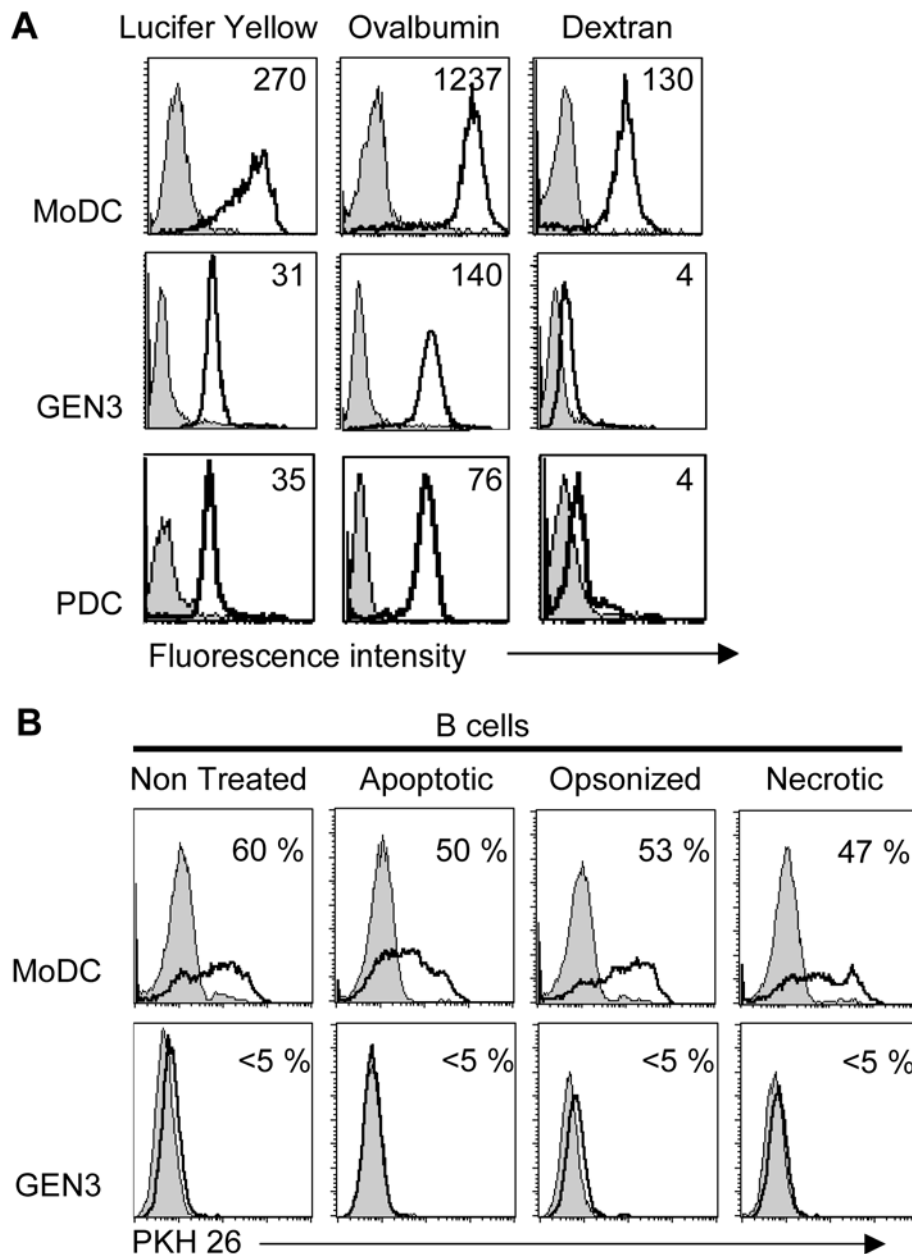 A
Lucifer Yellow Ovalbumin Dextran
MoDC 270 1237 130
GEN3 31 140 4
PDC 35 76 4
Fluorescence intensity
B
B cells
Non Treated Apoptotic Opsonized Necrotic
MoDC 60 % 50 % 53 % 47 %
GEN3 <5 % <5 % <5 % <5 %
PKH 26